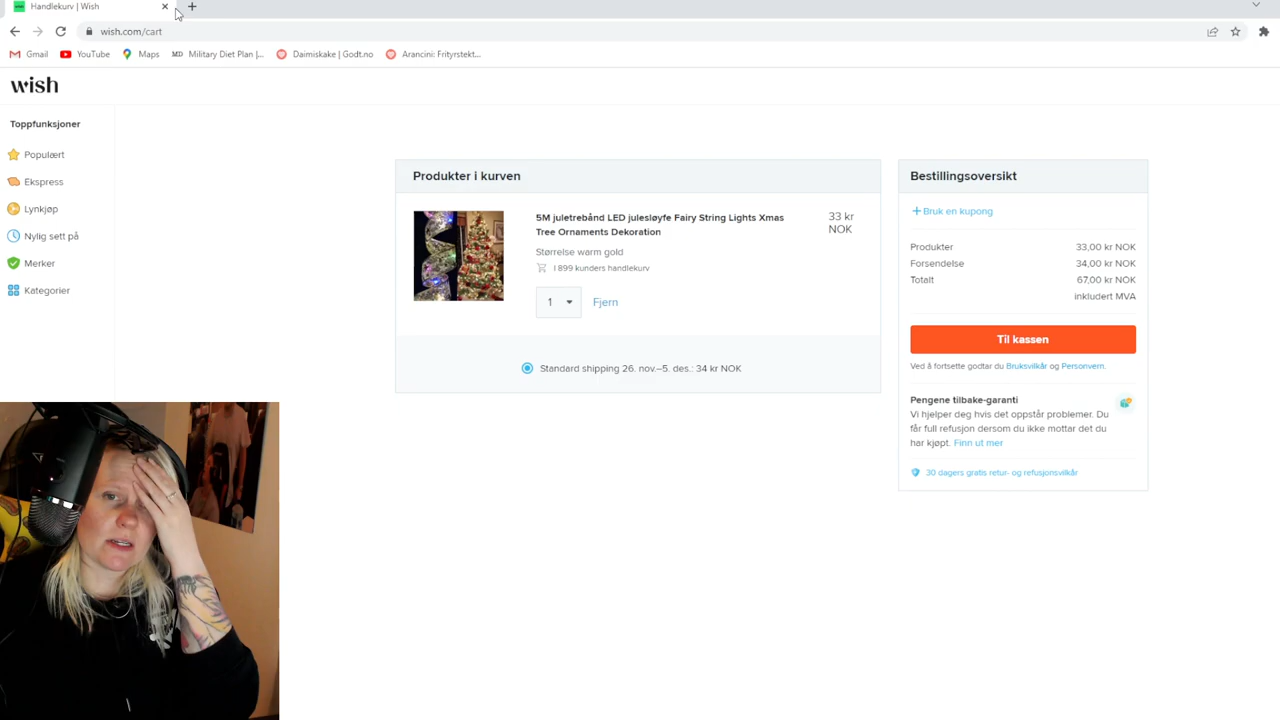 Handlekurv | Wish
wish.com/cart
Gmail
YouTube
Maps
MD Military Diet Plan |...
Daimiskake | Godt.no
Arancini: Frityrstekt...
wish
Toppfunksjoner
Populært
Ekspress
Lynkjøp
Nylig sett på
Merker
Kategorier
Produkter i kurven
5M juletrebånd LED julesløyfe Fairy String Lights Xmas
Tree Ornaments Dekoration
33 kr
NOK
Størrelse warm gold
I 899 kunders handlekurv
1
Fjern
Standard shipping 26. nov.–5. des.: 34 kr NOK
Bestillingsoversikt
+ Bruk en kupong
Produkter 33,00 kr NOK
Forsendelse 34,00 kr NOK
Totalt 67,00 kr NOK
inkludert MVA
Til kassen
Ved å fortsette godtar du Bruksvilkår og Personvern.
Pengene tilbake-garanti
Vi hjelper deg hvis det oppstår problemer. Du
får full refusjon dersom du ikke mottar det du
har kjøpt. Finn ut mer
30 dagers gratis retur- og refusjonsvilkår